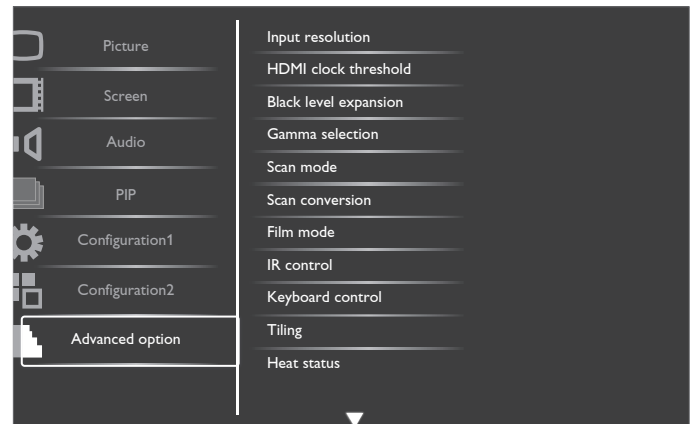 Picture
Screen
Audio
PIP
Configuration1
Configuration2
Advanced option
Input resolution
HDMI clock threshold
Black level expansion
Gamma selection
Scan mode
Scan conversion
Film mode
IR control
Keyboard control
Tiling
Heat status